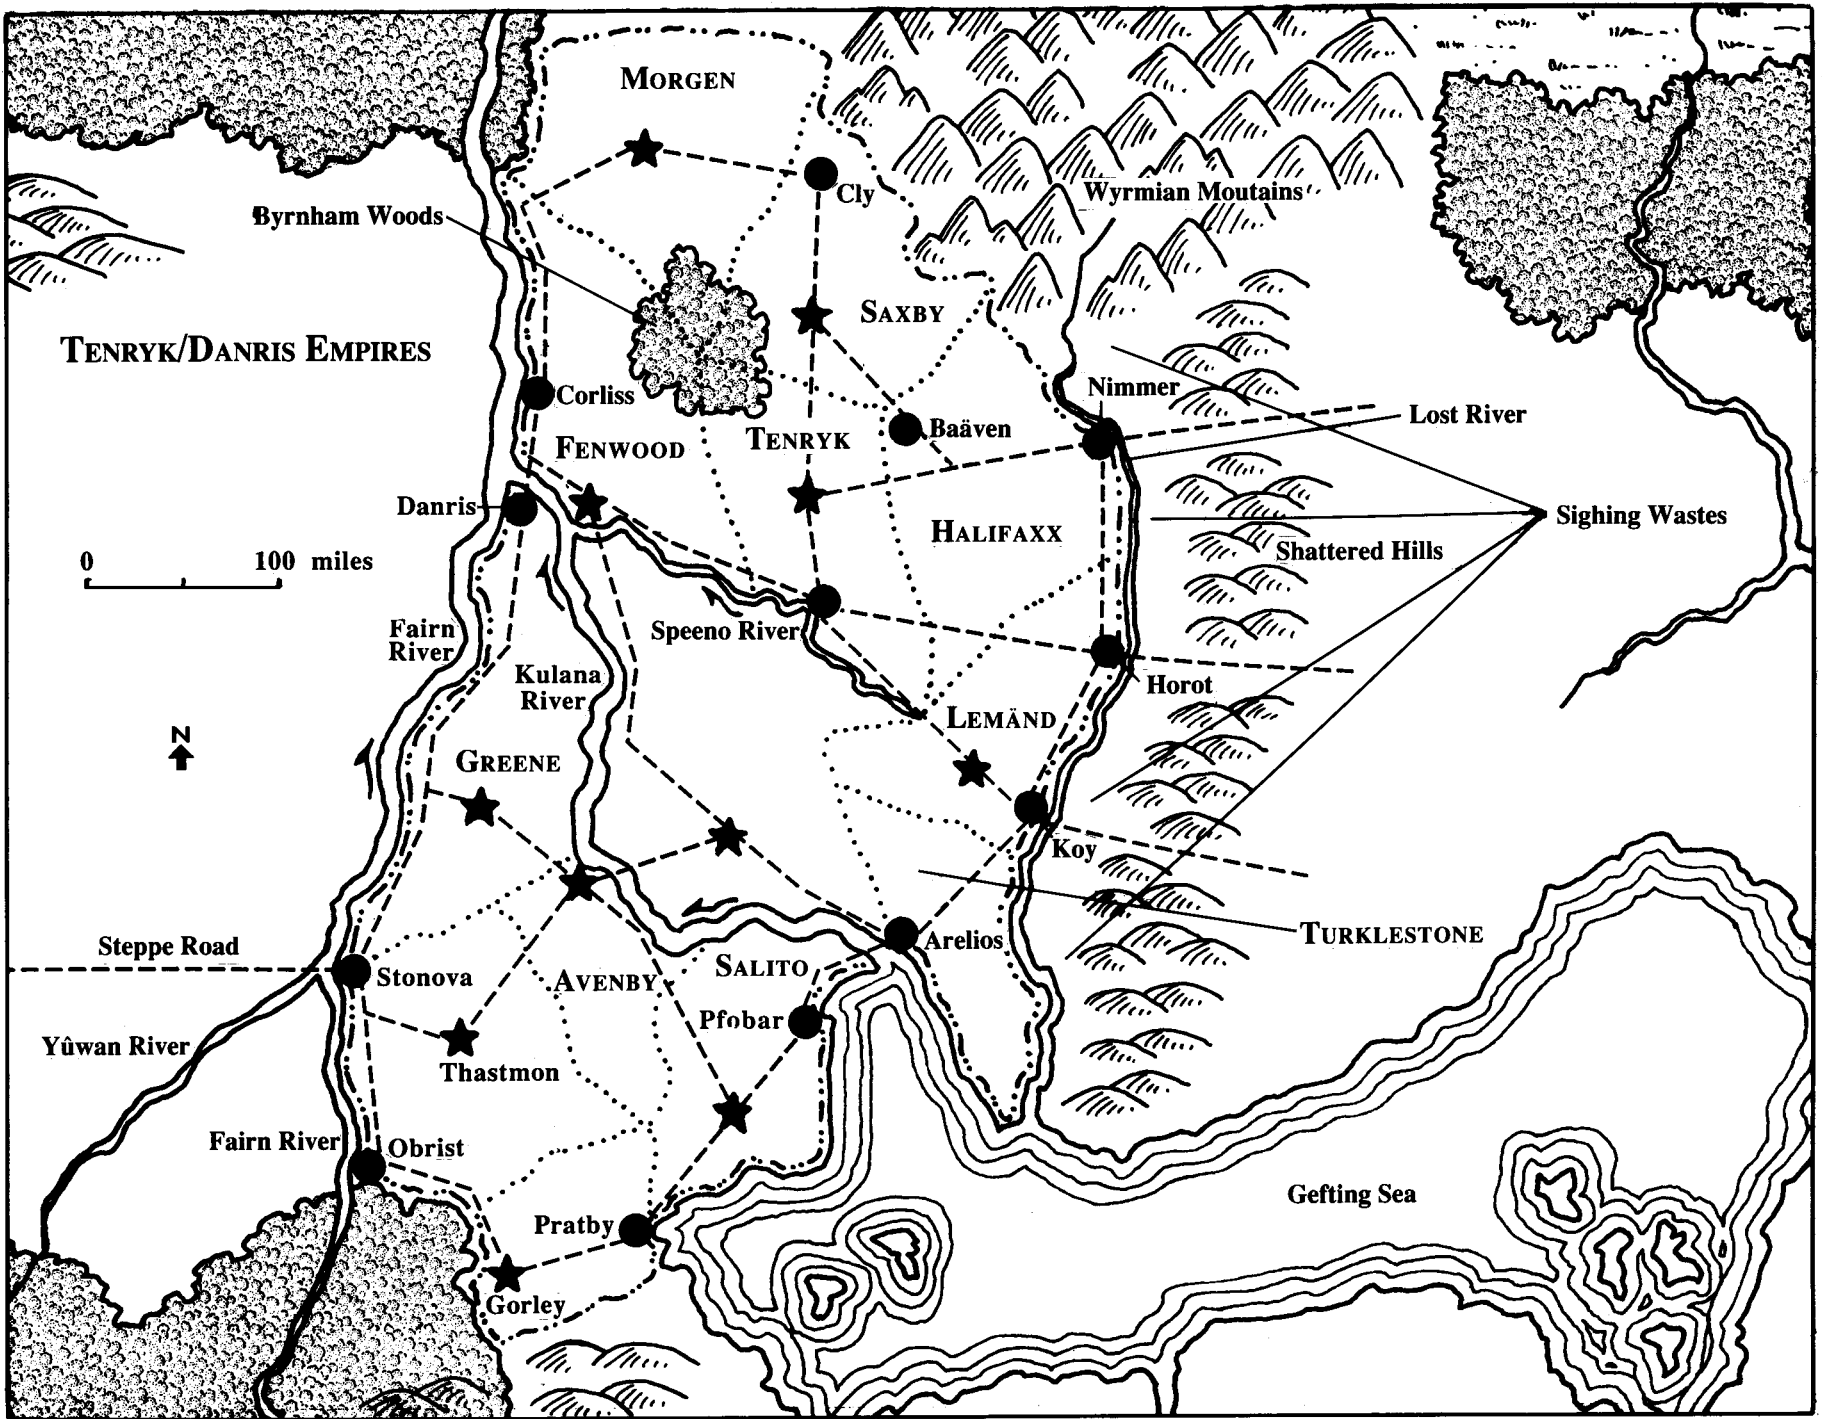 MORGEN
Cly
Wyrmian Moutains
Byrnham Woods
SAXBY
TENRYK/DANRIS EMPIRES
Corliss
Nimmer
Lost River
FENWOOD
TENRYK
Baäven
Danris
HALIFAXX
Sighing Wastes
Shattered Hills
0 100 miles
Fairn
River
Speeno River
Kulana
River
Horot
N
LEMÄND
GREENE
Koy
Steppe Road
Stonova
AVENBY
SALITO
Arelios
TURKLESTONE
Pfobar
Yûwan River
Thastmon
Fairn River
Obrist
Gefting Sea
Pratby
Gorley